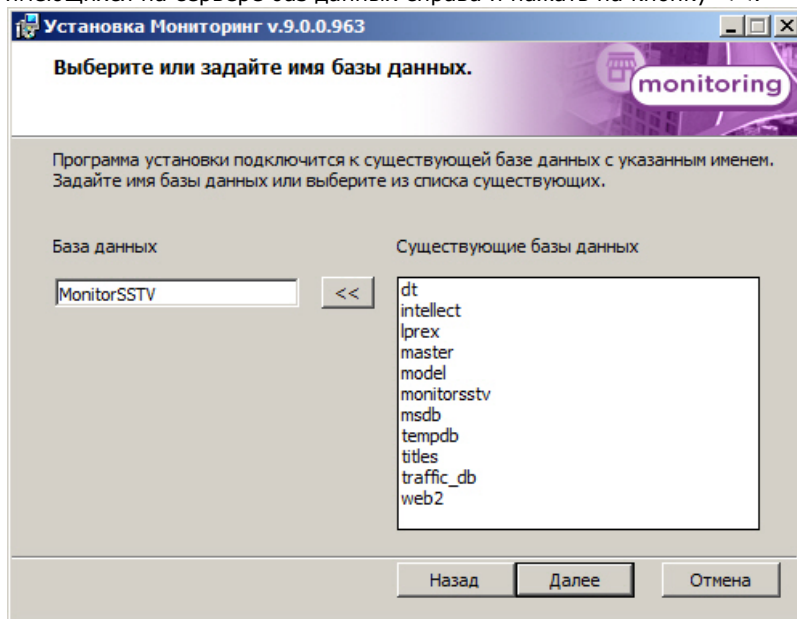 Установка Мониторинг v.9.0.0.963
Выберите или задайте имя базы данных.
monitoring
Программа установки подключится к существующей базе данных с указанным именем.
Задайте имя базы данных или выберите из списка существующих.
База данных
Существующие базы данных
MonitorSSTV
<<
dt
intellect
lprex
master
model
monitorsstv
msdb
tempdb
titles
traffic_db
web2
Назад
Далее
Отмена